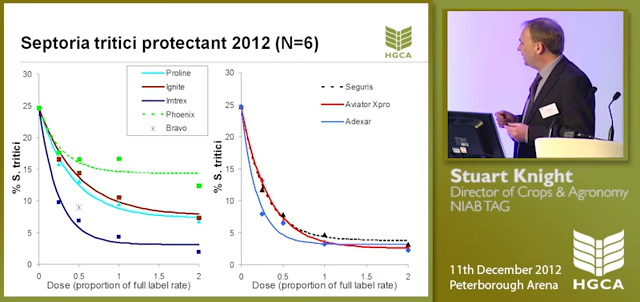 Septoria tritici protectant 2012 (N=6)
HGCA
Proline
Ignite
Imtrex
Phoenix
Bravo
30
25
20
15
10
5
0
% S. tritici
0
0.5
1
1.5
2
Dose (proportion of full label rate)
Seguris
Aviator Xpro
Adexar
30
25
20
15
10
5
0
% S. tritici
0
0.5
1
1.5
2
Dose (proportion of full label rate)
Stuart Knight
Director of Crops & Agronomy
NIAB TAG
11th December 2012
Peterborough Arena
HGCA